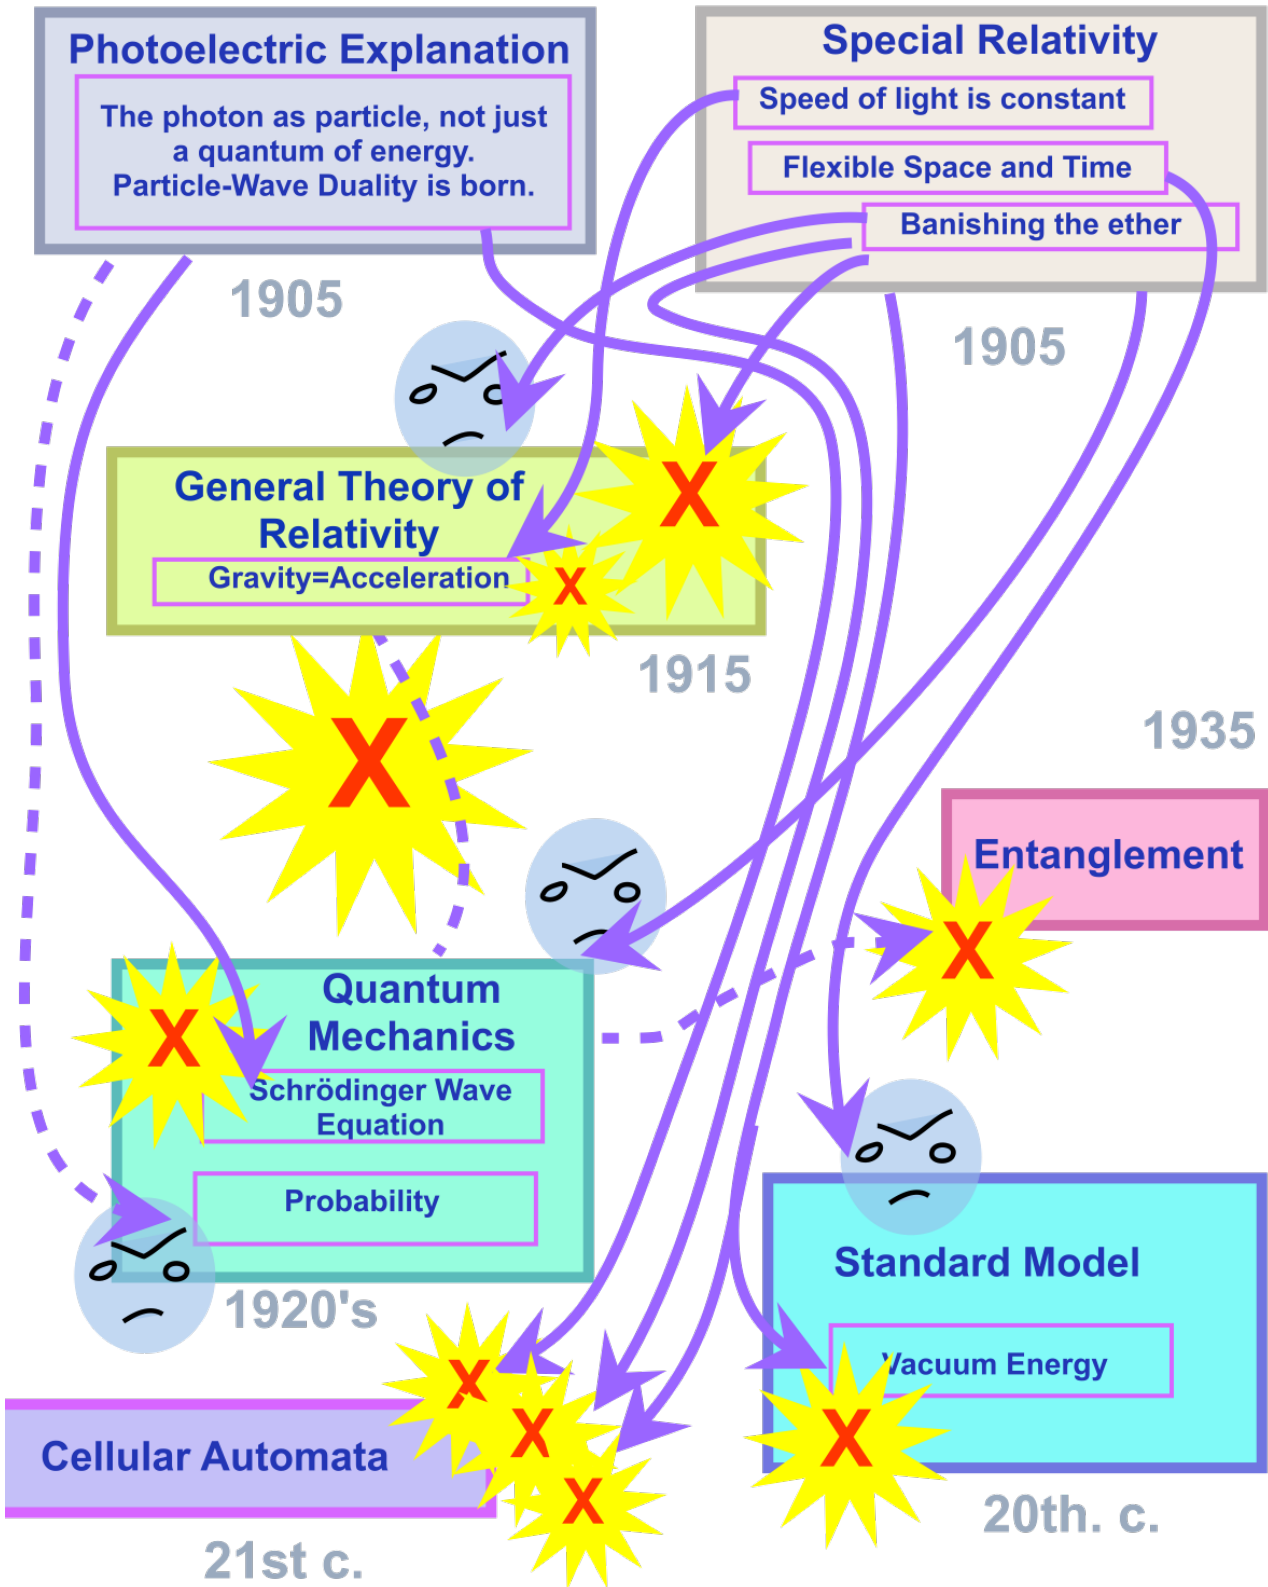 Photoelectric Explanation
The photon as particle, not just
a quantum of energy.
Particle-Wave Duality is born.
1905
Special Relativity
Speed of light is constant
Flexible Space and Time
Banishing the ether
1905
X
General Theory of
Relativity
Gravity=Acceleration
X
1915
X
1935
Entanglement
X
Quantum
Mechanics
X
Schrödinger Wave
Equation
Probability
1920's
Standard Model
Vacuum Energy
X
20th. c.
X
X
X
Cellular Automata
21st c.